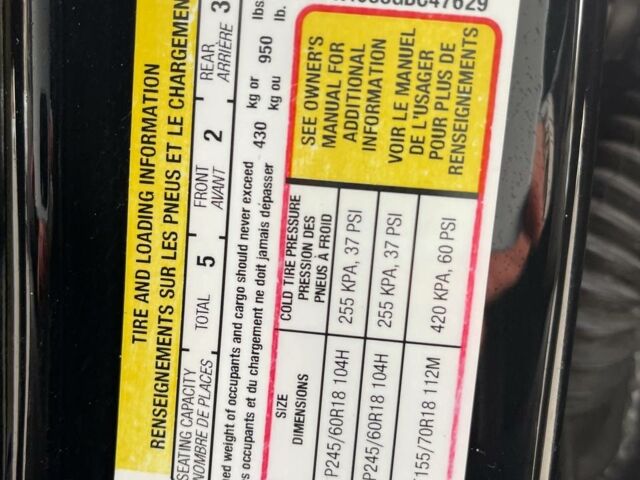 47629
TIRE AND LOADING INFORMATION
RENSEIGNEMENTS SUR LES PNEUS ET LE CHARGEMEN
SEATING CAPACITY
NOMBRE DE PLACES
TOTAL 5
FRONT
AVANT
2
REAR
ARRIÈRE
3
weight of occupants and cargo should never exceed
occupants et du chargement ne doit jamais dépasser
430 kg or
kg ou
950 lbs
lb.
SIZE
DIMENSIONS
COLD TIRE PRESSURE
PRESSION DES
PNEUS À FROID
P245/60R18 104H 255 KPA, 37 PSI
P245/60R18 104H 255 KPA, 37 PSI
T155/70R18 112M 420 KPA, 60 PSI
SEE OWNER'S
MANUAL FOR
ADDITIONAL
INFORMATION
VOIR LE MANUEL
DE L'USAGER
POUR PLUS DE
RENSEIGNEMENTS